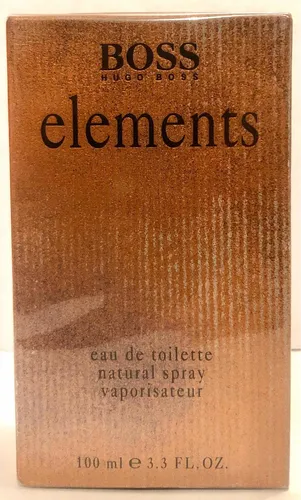 BOSS
HUGO BOSS
elements
eau de toilette
natural spray
vaporisateur
100 ml ℮ 3.3 FL.OZ.